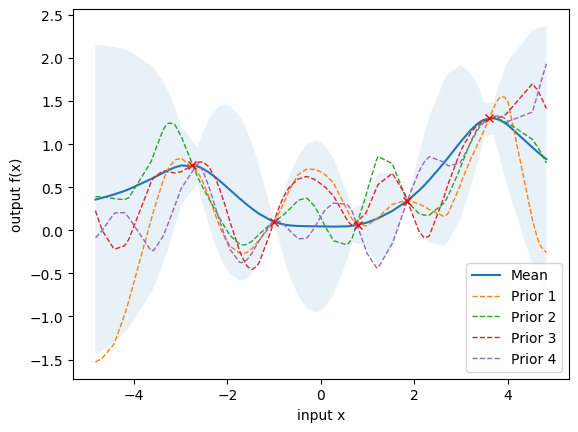 2.5
2.0
1.5
1.0
0.5
0.0
−0.5
−1.0
−1.5
output f(x)
−4
−2
0
2
4
input x
Mean
Prior 1
Prior 2
Prior 3
Prior 4